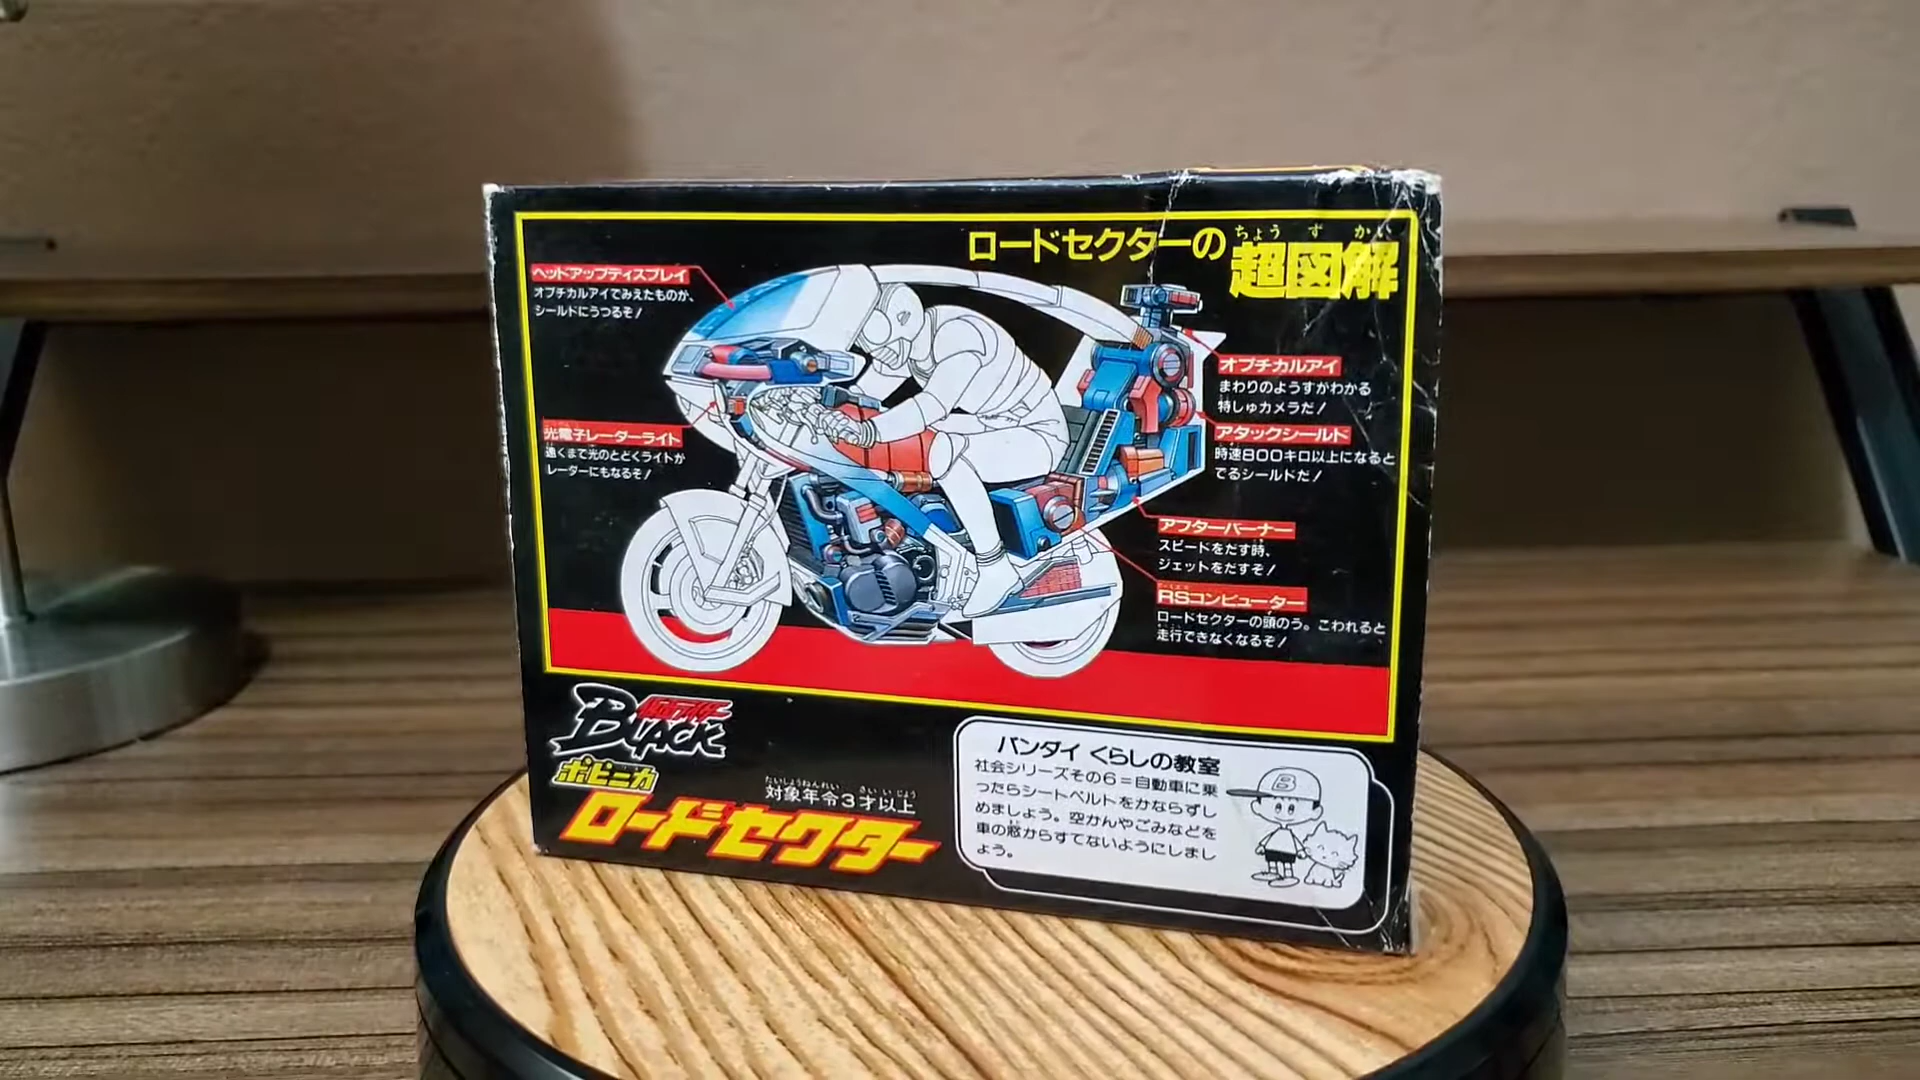 ロードセクターの超図解
ちょう ず かい
ヘッドアップディスプレイ
オプチカルアイでみえたものが、
シールドにうつるぞ!
光電子レーダーライト
遠くまで光のとどくライトが
レーダーにもなるぞ!
オプチカルアイ
まわりのようすがわかる
特しゅカメラだ!
アタックシールド
時速800キロ以上になると
でるシールドだ!
アフターバーナー
スピードをだす時、
ジェットをだすぞ!
RSコンピューター
ロードセクターの頭のう。こわれると
走行できなくなるぞ!
仮面ライダー
BLACK
ポピニカ
たいしょうねんれい さい い じょう
対象年令3才以上
ロードセクター
バンダイ くらしの教室
社会シリーズその6=自動車に乗
ったらシートベルトをかならずし
めましょう。空かんやごみなどを
車の窓からすてないようにしまし
ょう。
B